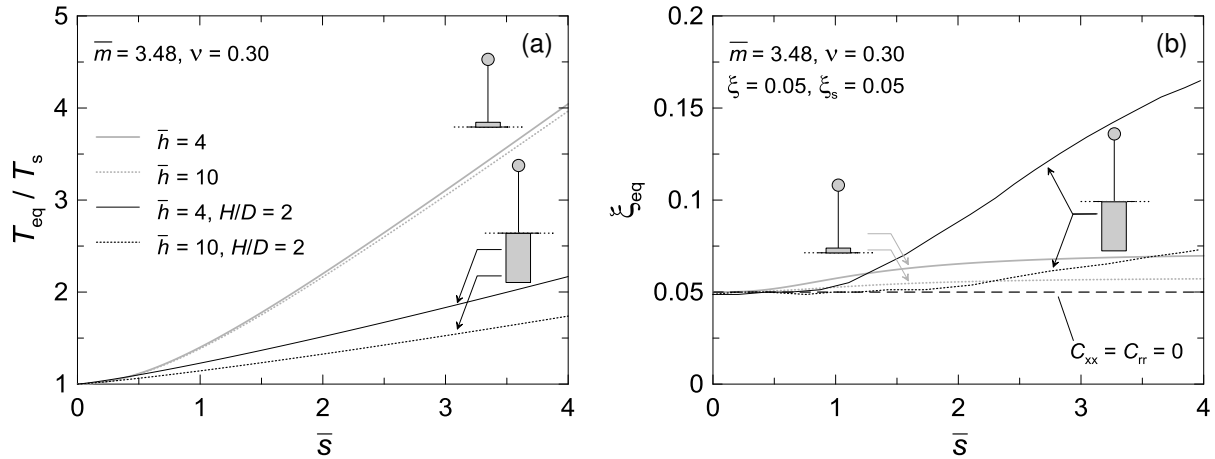 5
4
3
2
1
T_eq / T_s
(a)
m̅ = 3.48, ν = 0.30
h̅ = 4
h̅ = 10
h̅ = 4, H/D = 2
h̅ = 10, H/D = 2
0 1 2 3 4
s̅
0.2
0.15
0.10
0.05
0
ξ_eq
(b)
m̅ = 3.48, ν = 0.30
ξ = 0.05, ξ_s = 0.05
C_xx = C_rr = 0
0 1 2 3 4
s̅